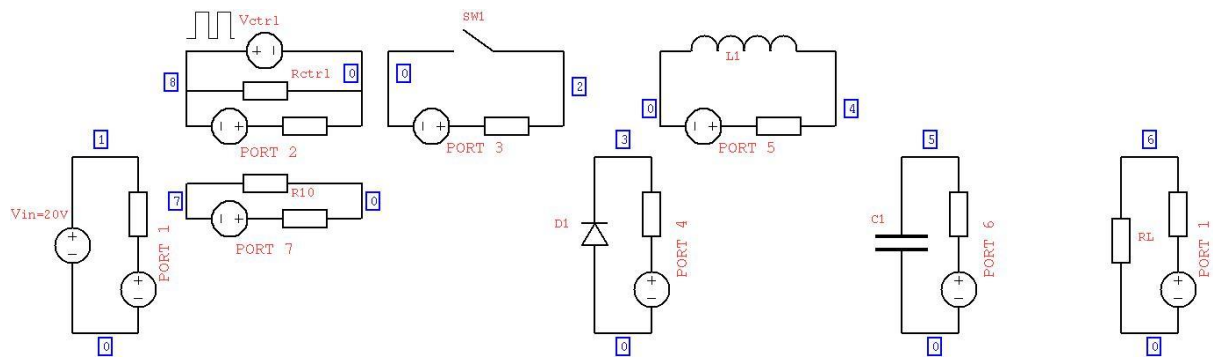 Vctrl
SW1
L1
8
Rctrl
0
0
2
0
4
PORT 2
PORT 3
PORT 5
1
3
5
6
7
R10
0
Vin=20V
PORT 7
PORT 1
D1
PORT 4
C1
PORT 6
RL
PORT 1
0
0
0
0